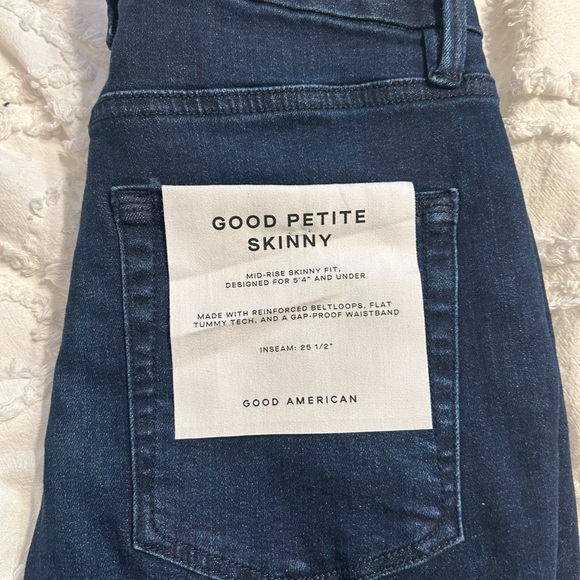 GOOD PETITE
SKINNY
MID-RISE SKINNY FIT,
DESIGNED FOR 5'4" AND UNDER
MADE WITH REINFORCED BELTLOOPS, FLAT
TUMMY TECH, AND A GAP-PROOF WAISTBAND
INSEAM: 25 1/2"
GOOD AMERICAN